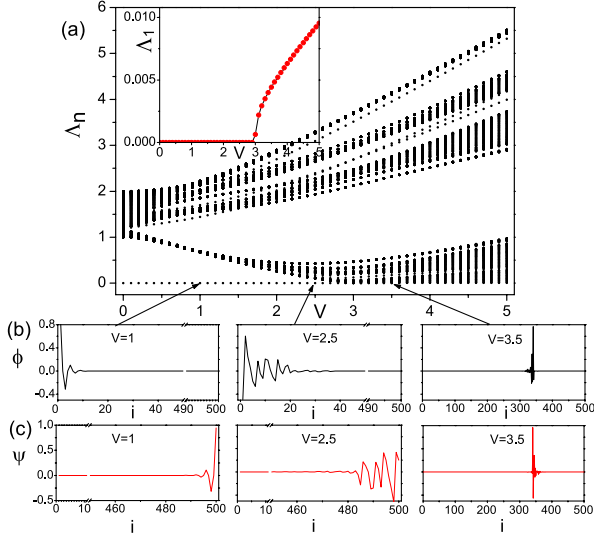 (a)
Λn
6
5
4
3
2
1
0
0 1 2 3 4 5
V
Λ1
0.010
0.005
0.000
0 1 2 3 4 5
V
(b)
ϕ
0.8
0.4
0.0
-0.4
V=1
0 10 20 490 500
i
V=2.5
0 20 40 490 500
i
V=3.5
0 100 200 300 400 500
i
(c)
ψ
1.0
0.5
0.0
-0.5
V=1
0 10 460 480 500
i
V=2.5
0 10 460 480 500
i
V=3.5
0 100 200 300 400 500
i